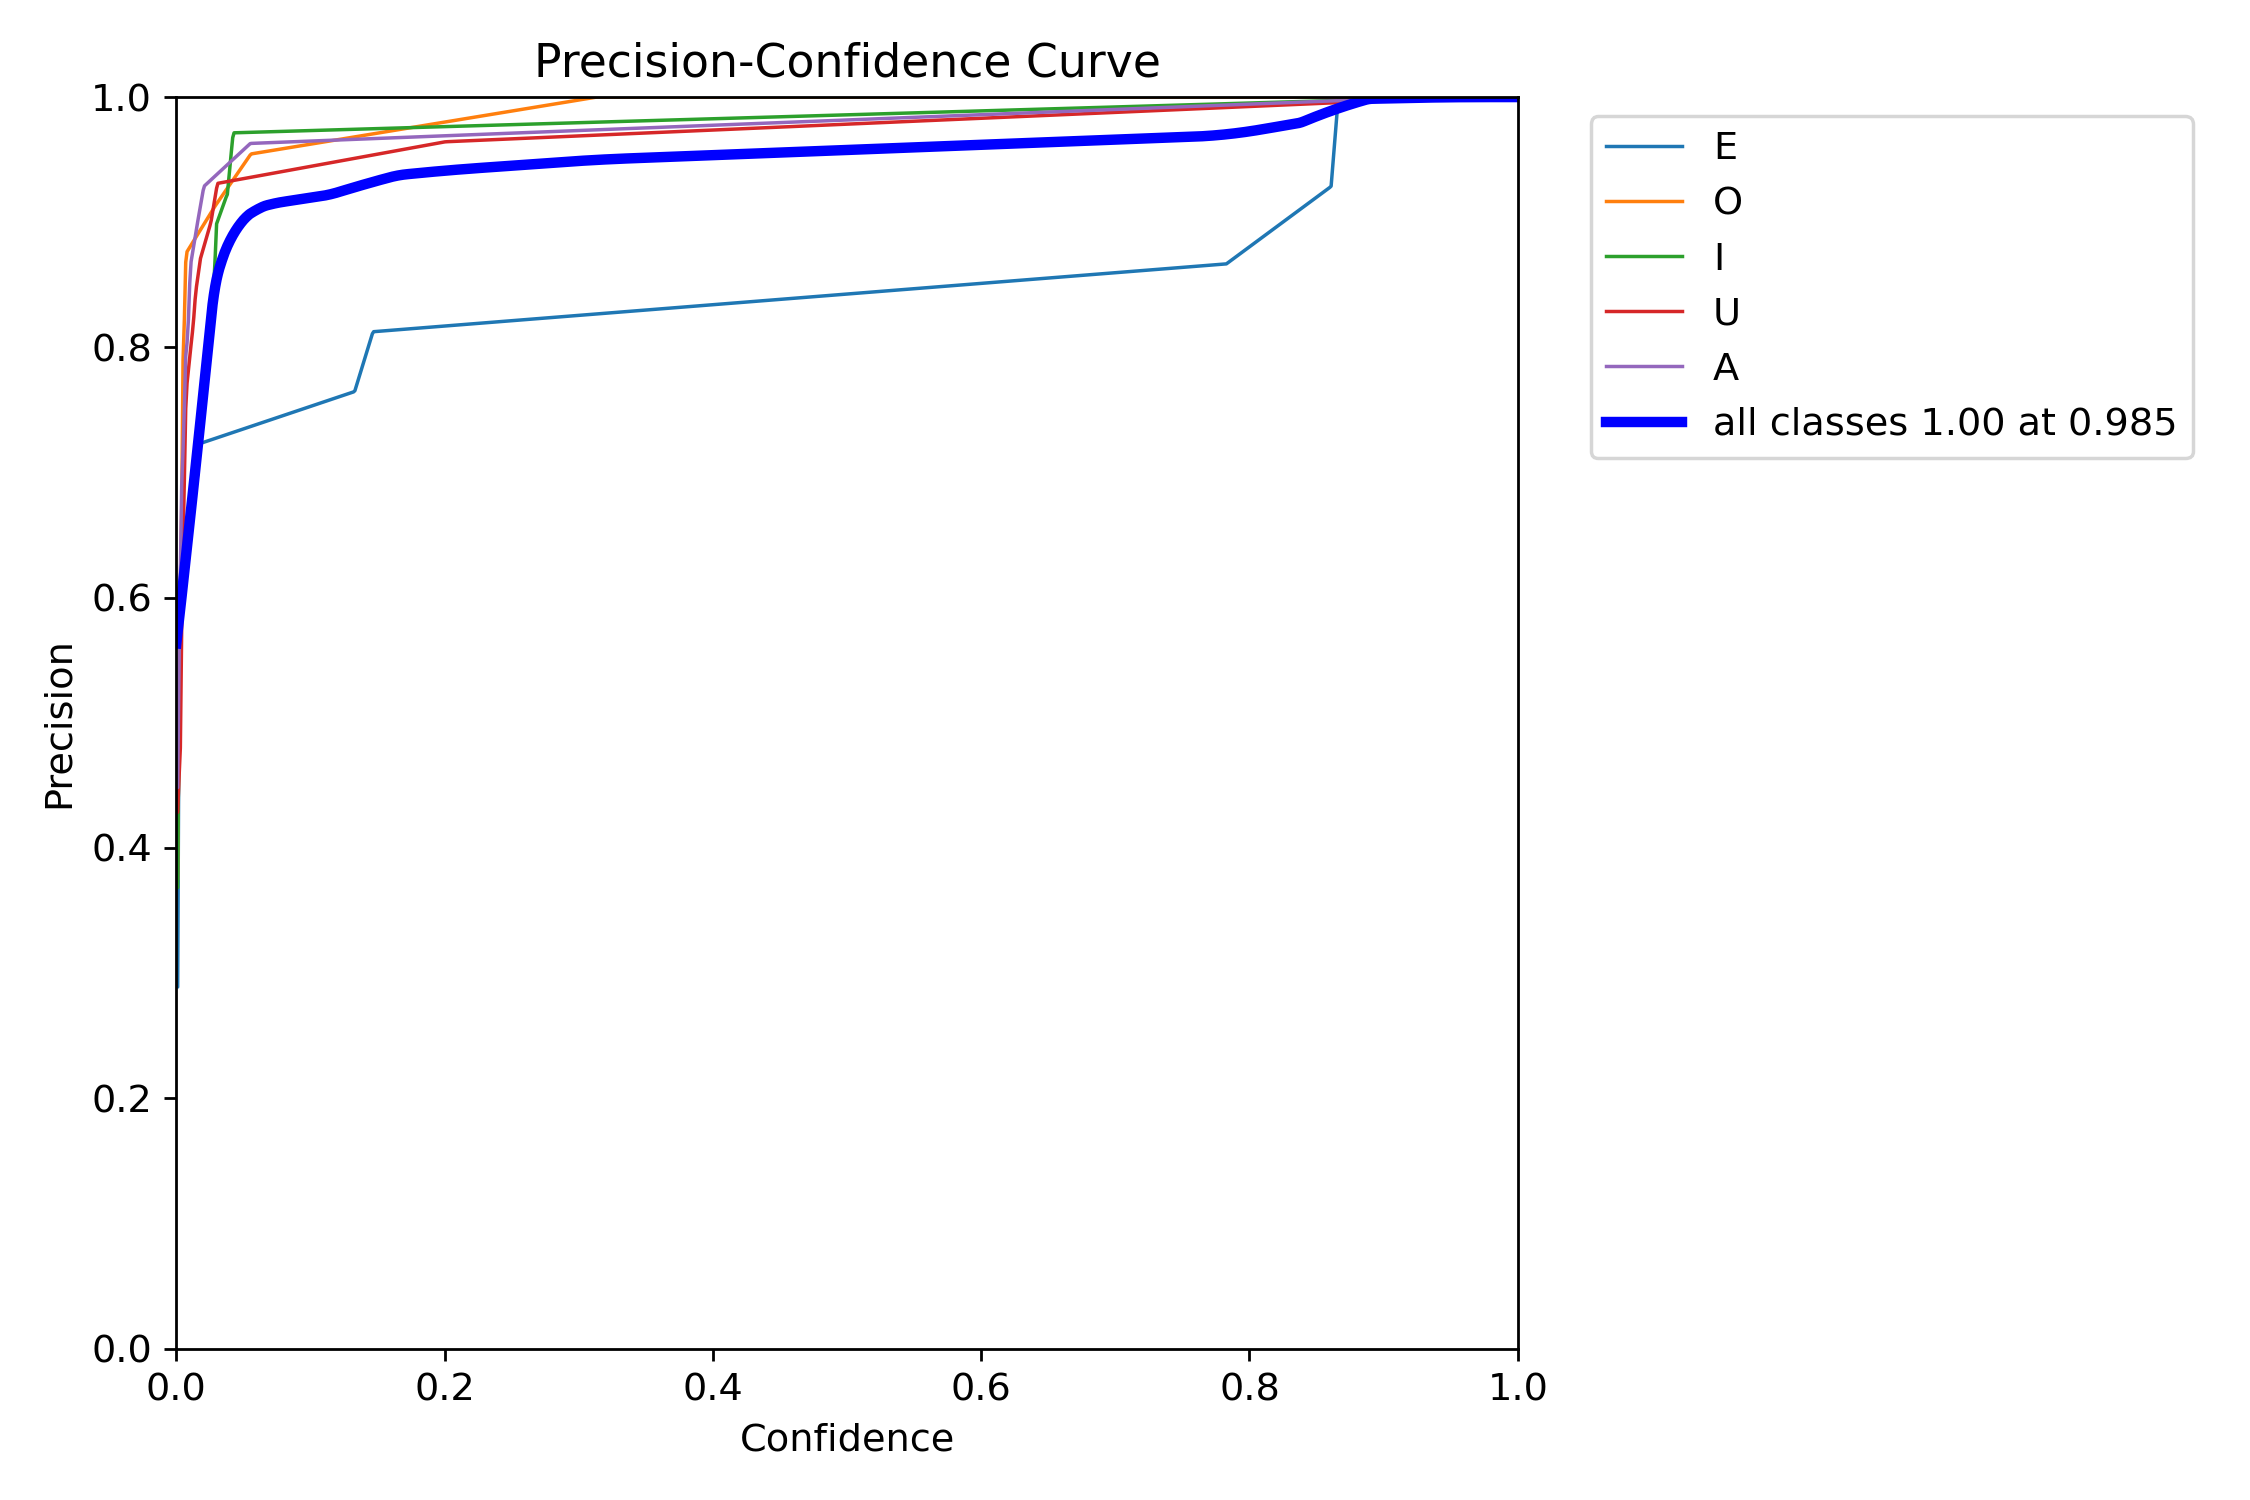 Precision-Confidence Curve
1.0
0.8
0.6
0.4
0.2
0.0
Precision
0.0 0.2 0.4 0.6 0.8 1.0
Confidence
E
O
I
U
A
all classes 1.00 at 0.985